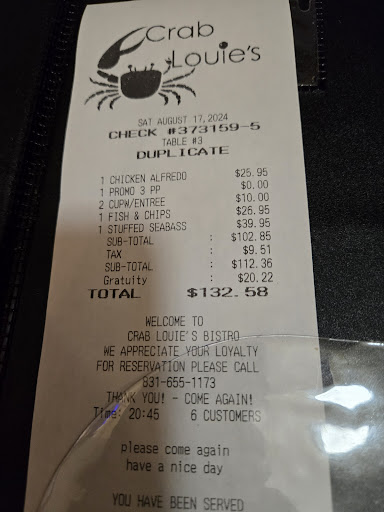 Crab
Louie's
SAT AUGUST 17,2024
CHECK #373159-5
TABLE #3
DUPLICATE
1 CHICKEN ALFREDO $25.95
1 PROMO 3 PP $0.00
2 CUPW/ENTREE $10.00
1 FISH & CHIPS $26.95
1 STUFFED SEABASS $39.95
SUB-TOTAL : $102.85
TAX : $9.51
SUB-TOTAL : $112.36
Gratuity : $20.22
TOTAL $132.58
WELCOME TO
CRAB LOUIE'S BISTRO
WE APPRECIATE YOUR LOYALTY
FOR RESERVATION PLEASE CALL
831-655-1173
THANK YOU! - COME AGAIN!
Time: 20:45 6 CUSTOMERS
please come again
have a nice day
YOU HAVE BEEN SERVED